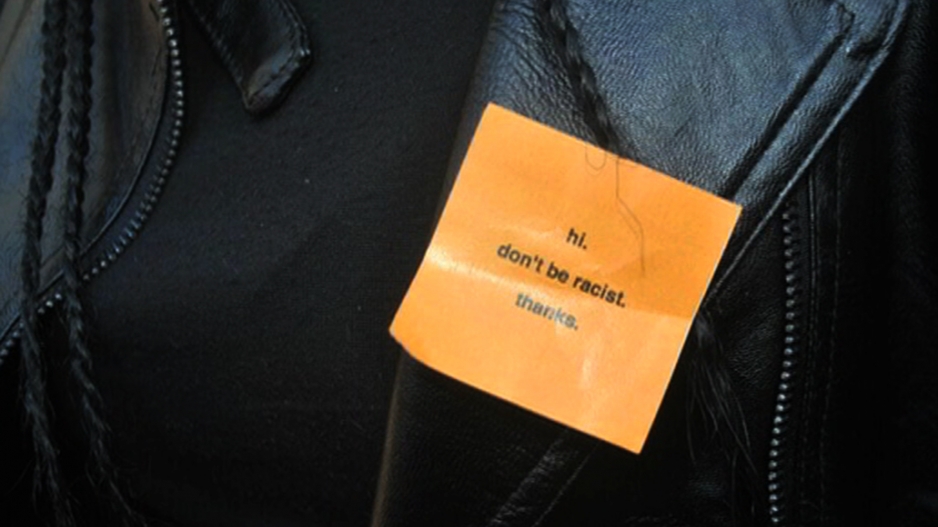 hi.
don't be racist.
thanks.